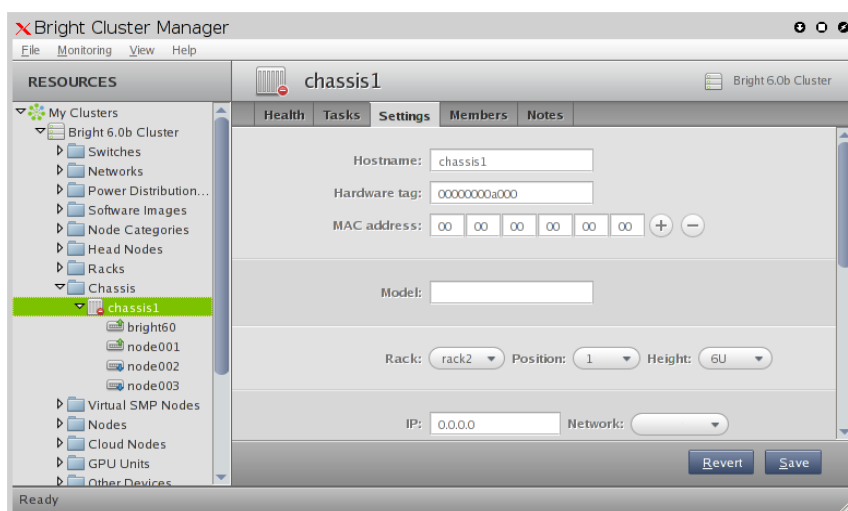 Bright Cluster Manager
File Monitoring View Help
RESOURCES
chassis1
Bright 6.0b Cluster
My Clusters
Bright 6.0b Cluster
Switches
Networks
Power Distribution...
Software Images
Node Categories
Head Nodes
Racks
Chassis
chassis1
bright60
node001
node002
node003
Virtual SMP Nodes
Nodes
Cloud Nodes
GPU Units
Other Devices
Health Tasks Settings Members Notes
Hostname: chassis1
Hardware tag: 00000000a000
MAC address: 00 00 00 00 00 00
Model:
Rack: rack2 Position: 1 Height: 6U
IP: 0.0.0.0 Network:
Revert Save
Ready